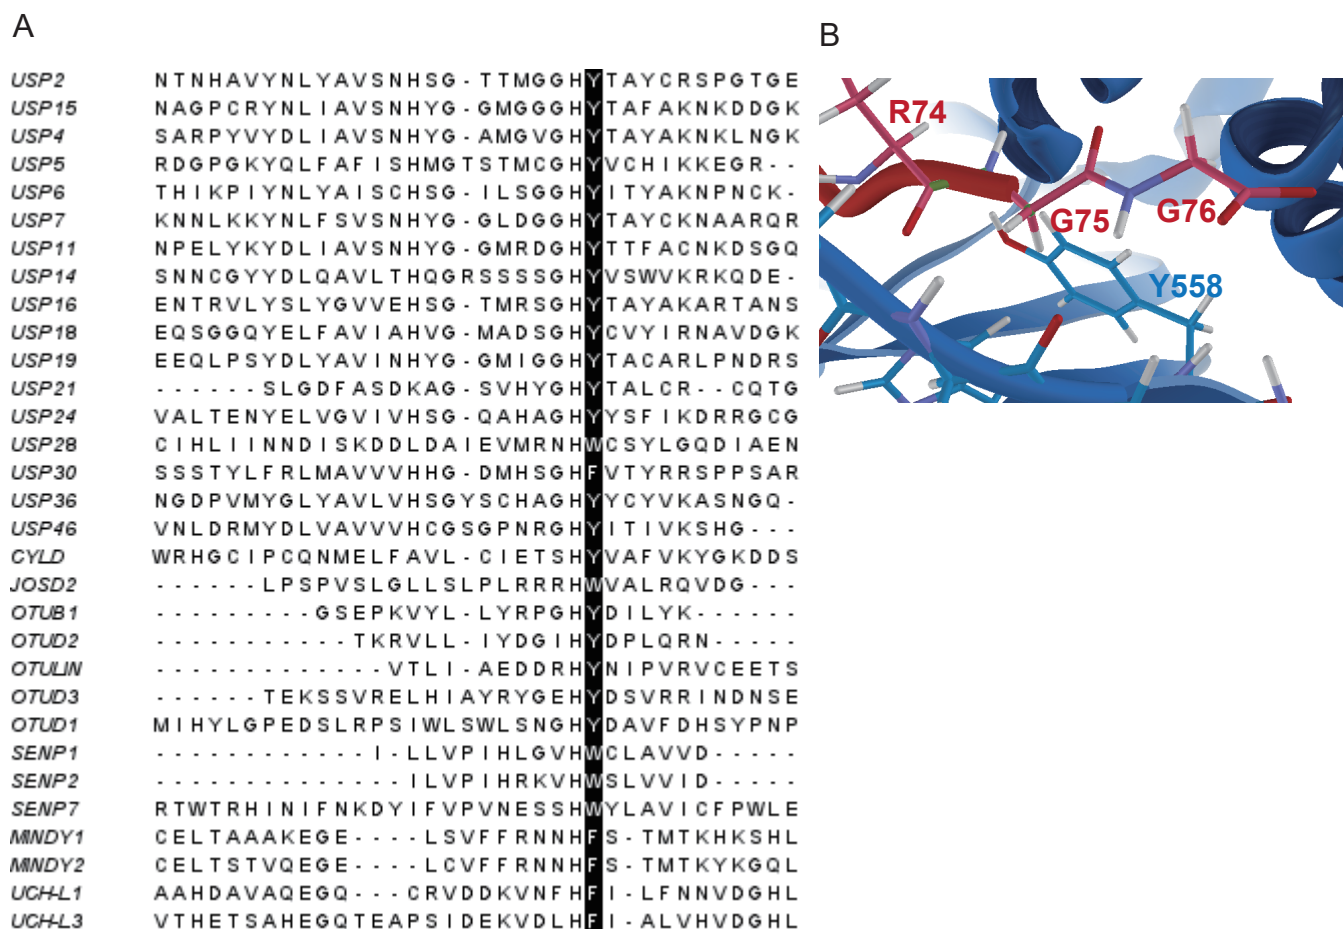 A
B
USP2 NTNHAVYNLYAVSNHSG-TTMGGHYTAYCRSPGTGE
USP15 NAGPCRYNLIAVSNHYG-GMGGGHYTAFAKNKDDGK
USP4 SARPYVYDLIAVSNHYG-AMGVGHYTAYAKNKLNGK
USP5 RDGPGKYQLFAFISHMGTSTMCGHYVCHIKKEGR--
USP6 THIKPIYNLYAISCHSG-ILSGGHYITYAKNPNCK-
USP7 KNNLKKYNLFSVSNHYG-GLDGGHYTAYCKNAARQR
USP11 NPELYKYDLIAVSNHYG-GMRDGHYTTFACNKDSGQ
USP14 SNNCGYYDLQAVLTHQGRSSSSGHYVSWVKRKQDE-
USP16 ENTRVLYSLYGVVEHSG-TMRSGHYTAYAKARTANS
USP18 EQSGGQYELFAVIAHVG-MADSGHYCVYIRNAVDGK
USP19 EEQLPSYDLYAVINHYG-GMIGGHYTACARLPNDRS
USP21 ------SLGDFASDKAG-SVHYGHYTALCR--CQTG
USP24 VALTENYELVGVIVHSG-QAHAGHYYSFIKDRRGCG
USP28 CIHLIINNDISKDDLDAIEVMRNHWCSYLGQDIAEN
USP30 SSSTYLFRLMAVVVHHG-DMHSGHFVTYRRSPPSAR
USP36 NGDPVMYGLYAVLVHSGYSCHAGHYYCYVKASNGQ-
USP46 VNLDRMYDLVAVVVHCGSGPNRGHYITIVKSHG---
CYLD WRHGCIPCQNMELFAVL-CIETSHYVAFVKYGKDDS
JOSD2 ------LPSPVSLGLLSLPLRRRHWVALRQVDG---
OTUB1 ---------GSEPKVYL-LYRPGHYDILYK------
OTUD2 -----------TKRVLL-IYDGIHYDPLQRN-----
OTULIN -------------VTLI-AEDDRHYNIPVRVCEETS
OTUD3 ------TEKSSVRELHIAYRYGEHYDSVRRINDNSE
OTUD1 MIHYLGPEDSLRPSIWLSWLSNGHYDAVFDHSYPNP
SENP1 ------------I-LLVPIHLGVHWCLAVVD-----
SENP2 --------------ILVPIHRKVHWSLVVID-----
SENP7 RTWTRHINIFNKDYIFVPVNESSHWYLAVICFPWLE
MINDY1 CELTAAAKEGE----LSVFFRNNHFS-TMTKHKSHL
MINDY2 CELTSTVQEGE----LCVFFRNNHFS-TMTKYKGQL
UCH-L1 AAHDAVAQEGQ---CRVDDKVNFHFI-LFNNVDGHL
UCH-L3 VTHETSAHEGQTEAPSIDEKVDLHFI-ALVHVDGHL
R74
G75
G76
Y558